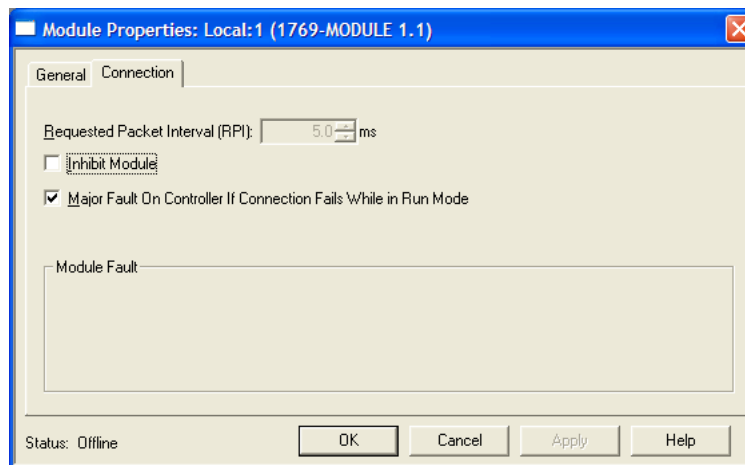 Module Properties: Local:1 (1769-MODULE 1.1)
General Connection
Requested Packet Interval (RPI): 5.0 ms
Inhibit Module
Major Fault On Controller If Connection Fails While in Run Mode
Module Fault
Status: Offline OK Cancel Apply Help